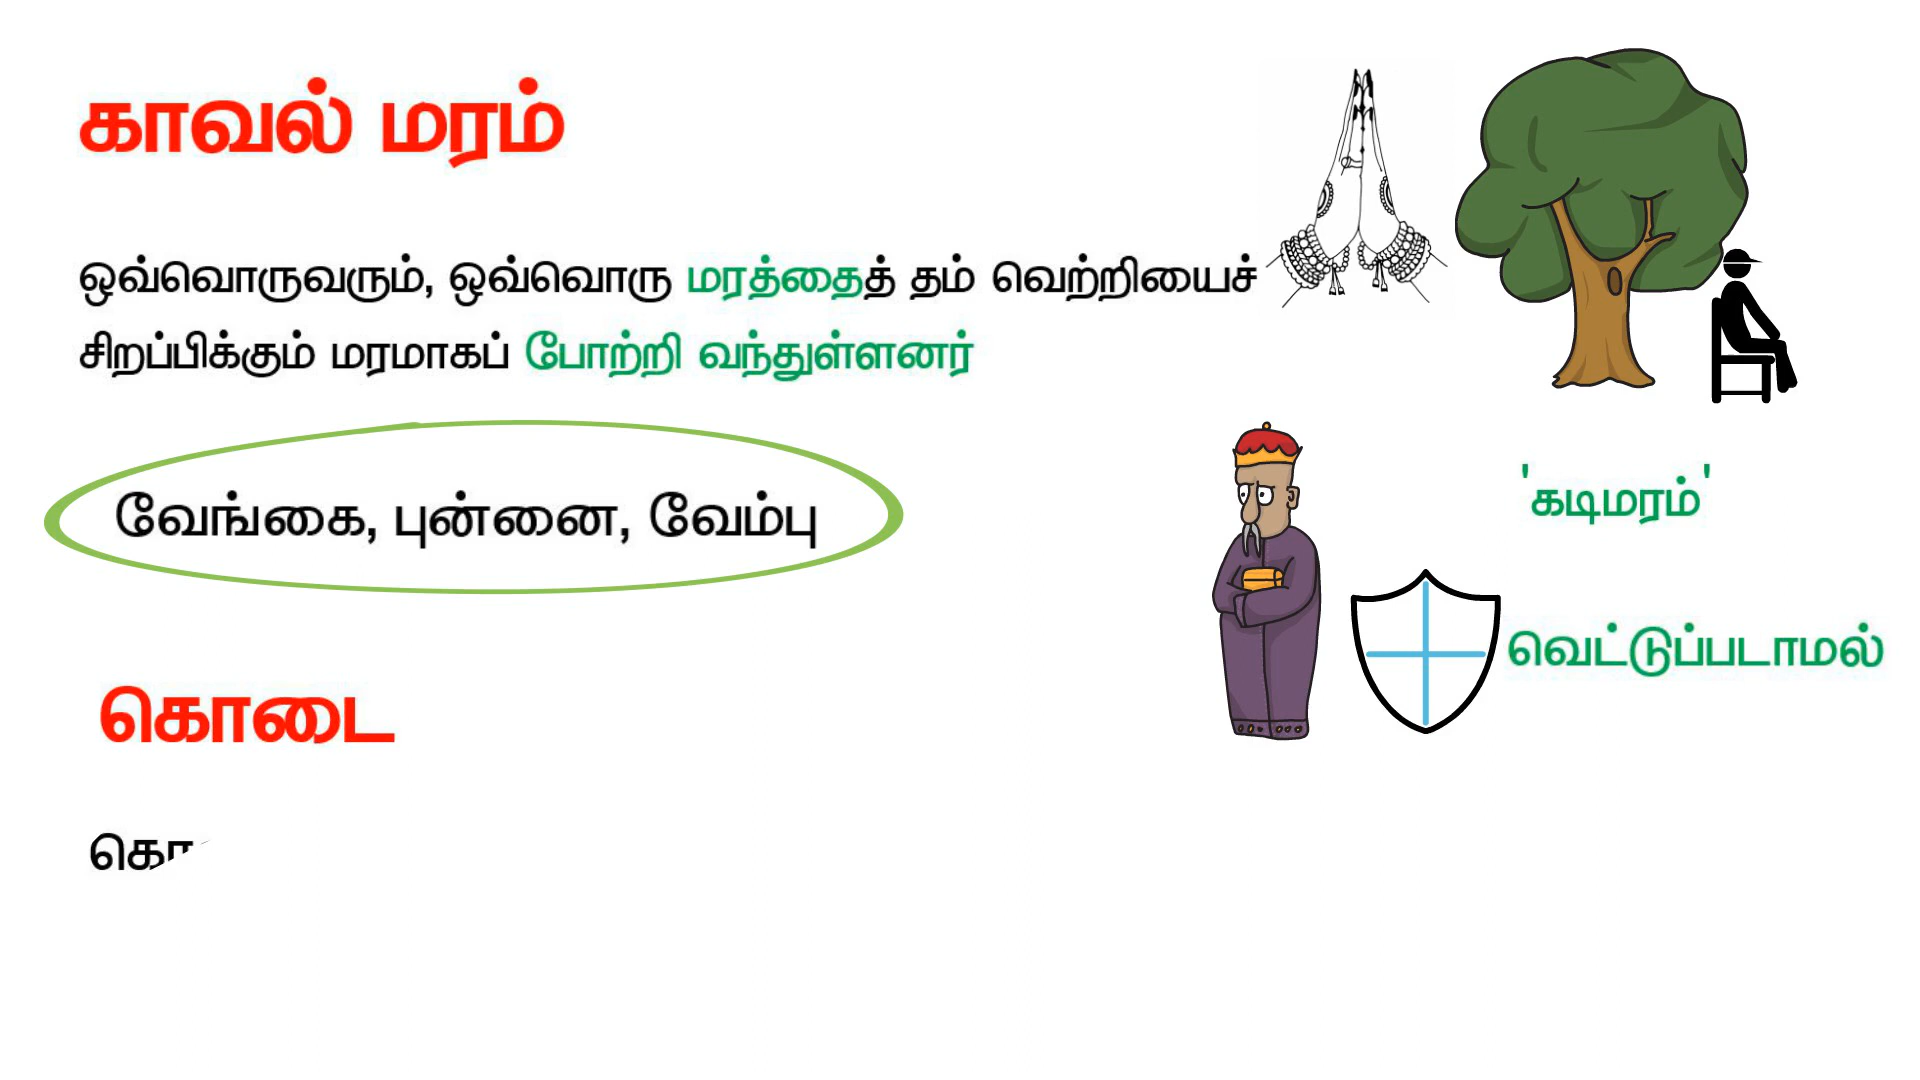 காவல் மரம்
ஒவ்வொருவரும், ஒவ்வொரு மரத்தைத் தம் வெற்றியைச்
சிறப்பிக்கும் மரமாகப் போற்றி வந்துள்ளனர்
வேங்கை, புன்னை, வேம்பு
'கடிமரம்'
வெட்டுப்படாமல்
கொடை